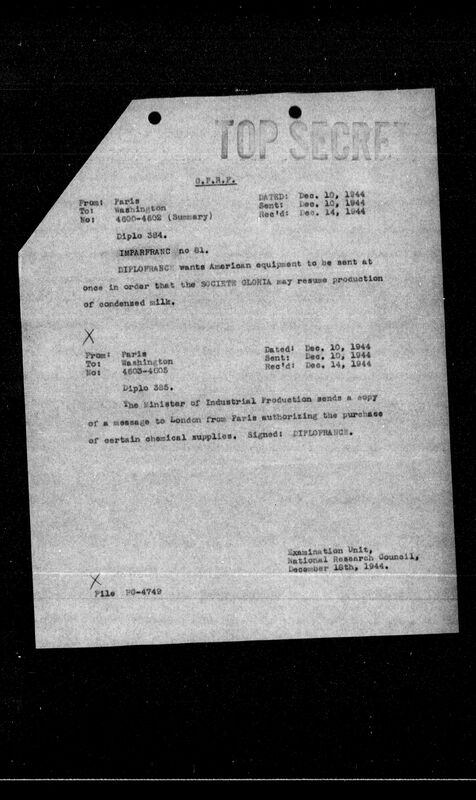 TOP SECRET
G.P.R.F.
From: Paris
To: Washington
No: 4600-4602 (Summary)
DATED: Dec. 10, 1944
Sent: Dec. 10, 1944
Rec'd: Dec. 14, 1944
Diplo 384.
IMPARFRANC no 81.
DIPLOFRANCE wants American equipment to be sent at
once in order that the SOCIETE GLORIA may resume production
of condensed milk.
X
From: Paris
To: Washington
No: 4603-4605
Dated: Dec. 10, 1944
Sent: Dec. 10, 1944
Rec'd: Dec. 14, 1944
Diplo 385.
The Minister of Industrial Production sends a copy
of a message to London from Paris authorizing the purchase
of certain chemical supplies. Signed: DIPLOFRANCE.
Examination Unit,
National Research Council,
December 18th, 1944.
X
File FG-4749